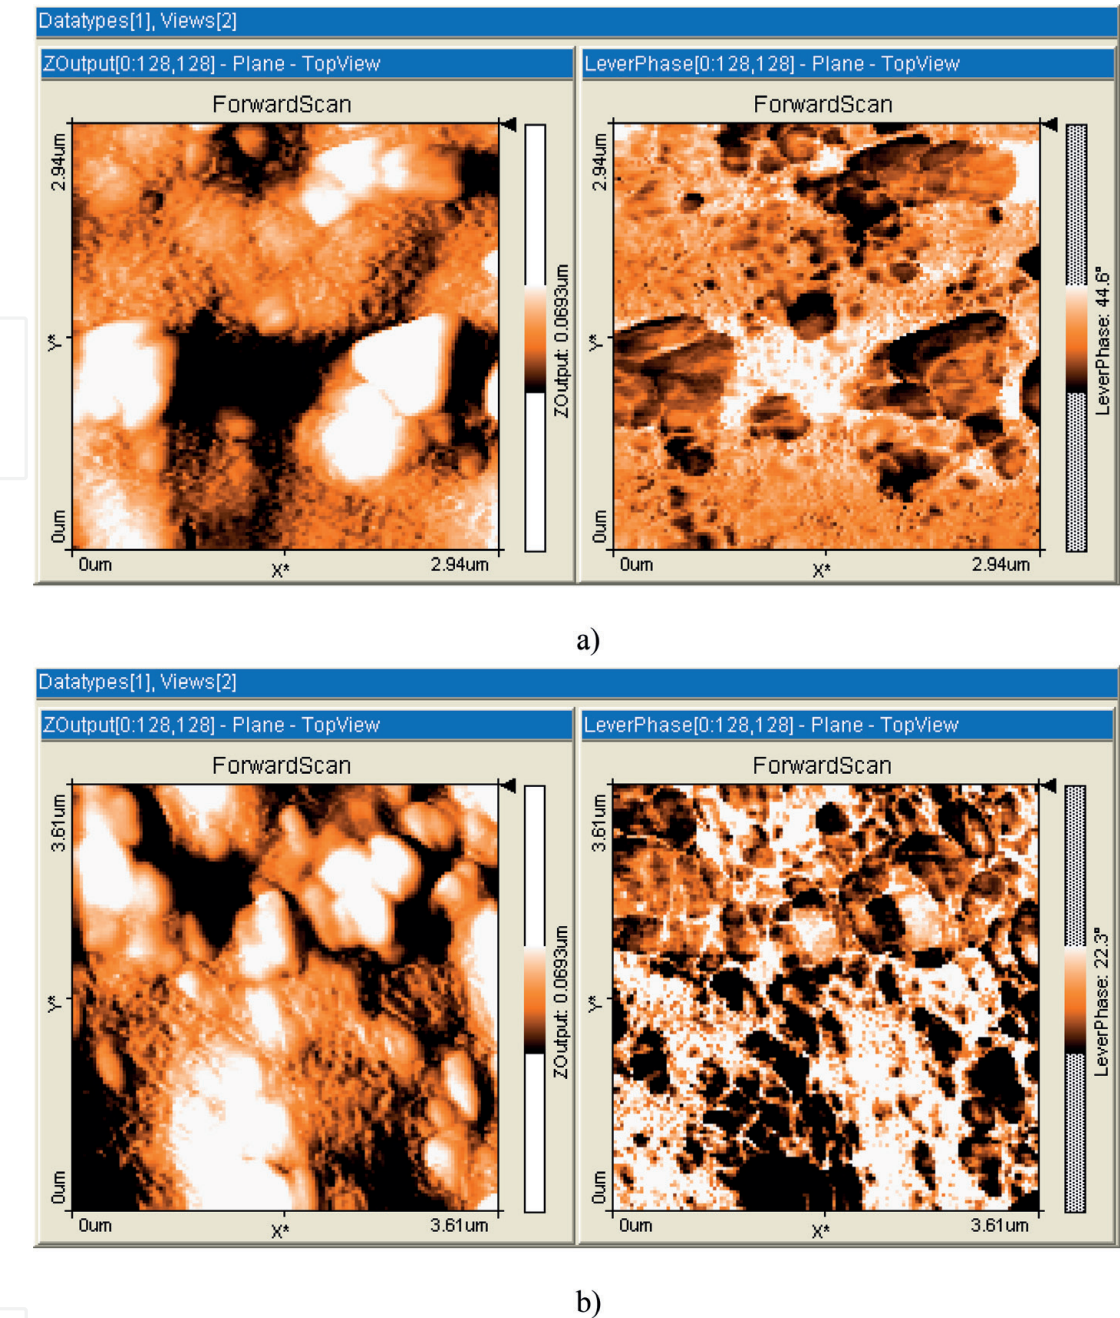 Datatypes[1], Views[2]
ZOutput[0:128,128] - Plane - TopView
LeverPhase[0:128,128] - Plane - TopView
ForwardScan
ForwardScan
2.94um
Y*
0um
0um
X*
2.94um
ZOutput: 0.0693um
2.94um
Y*
0um
0um
X*
2.94um
LeverPhase: 44.6°
a)
Datatypes[1], Views[2]
ZOutput[0:128,128] - Plane - TopView
LeverPhase[0:128,128] - Plane - TopView
ForwardScan
ForwardScan
3.61um
Y*
0um
0um
X*
3.61um
ZOutput: 0.0693um
3.61um
Y*
0um
0um
X*
3.61um
LeverPhase: 22.3°
b)